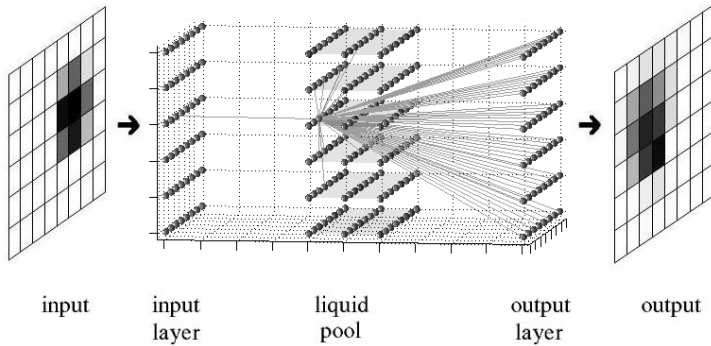 input
input
layer
liquid
pool
output
layer
output